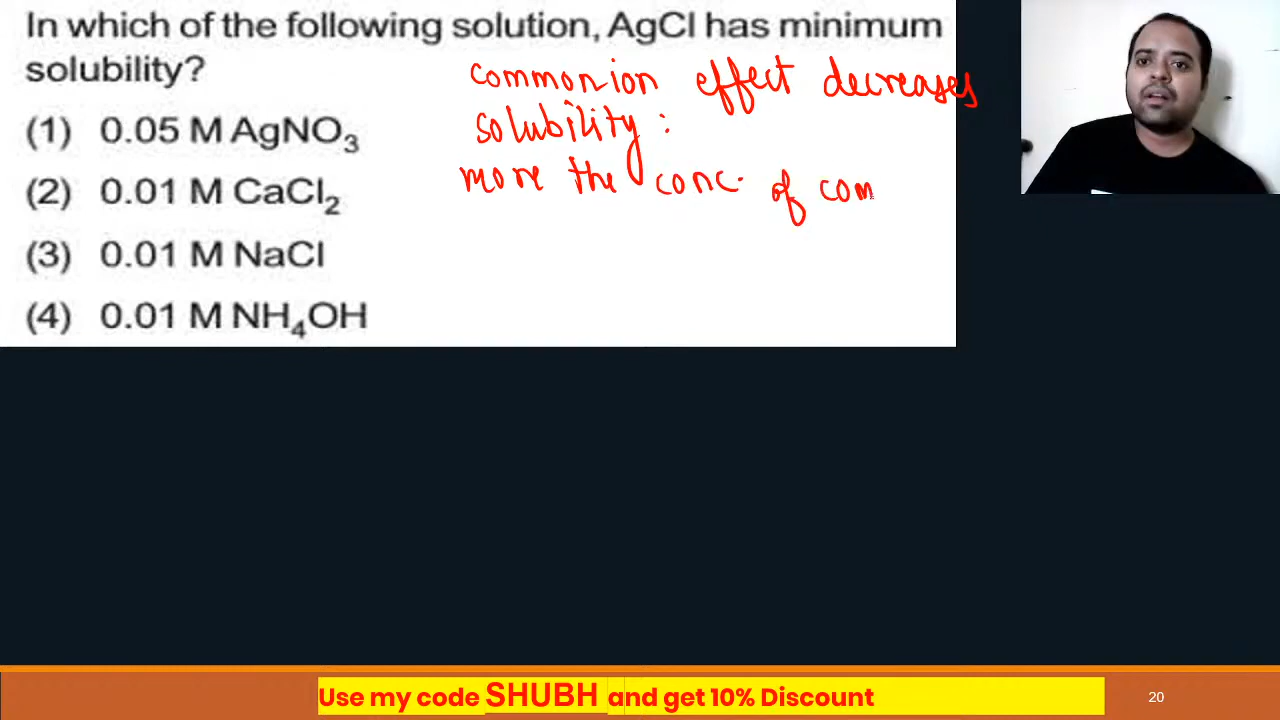 In which of the following solution, AgCl has minimum
solubility?
common ion effect decreases
solubility :
(1) 0.05 M AgNO₃
more the conc. of com
(2) 0.01 M CaCl₂
(3) 0.01 M NaCl
(4) 0.01 M NH₄OH
Use my code SHUBH and get 10% Discount
20